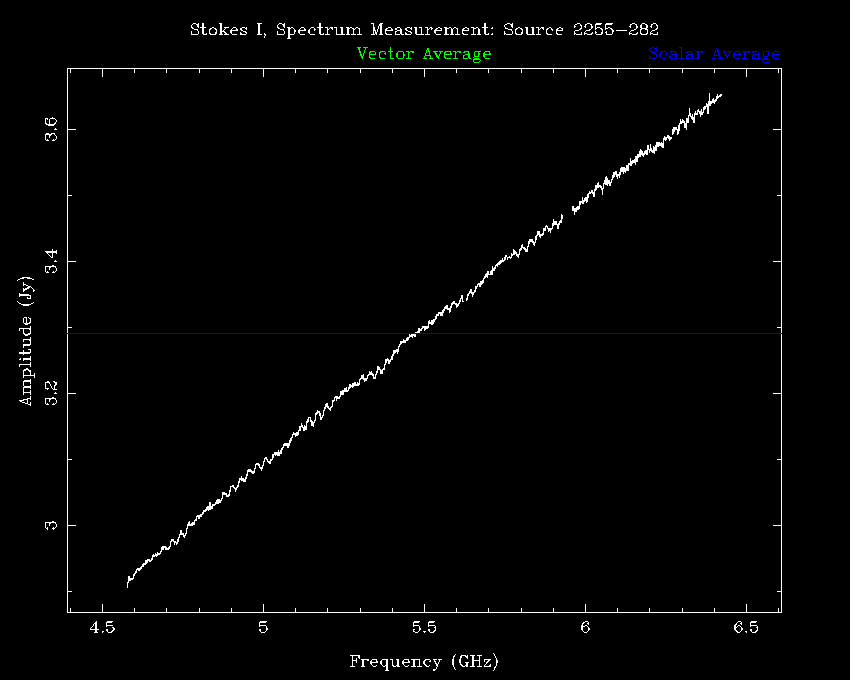 Stokes I, Spectrum Measurement: Source 2255−282
Vector Average
Scalar Average
3.6
3.4
3.2
3
Amplitude (Jy)
4.5 5 5.5 6 6.5
Frequency (GHz)